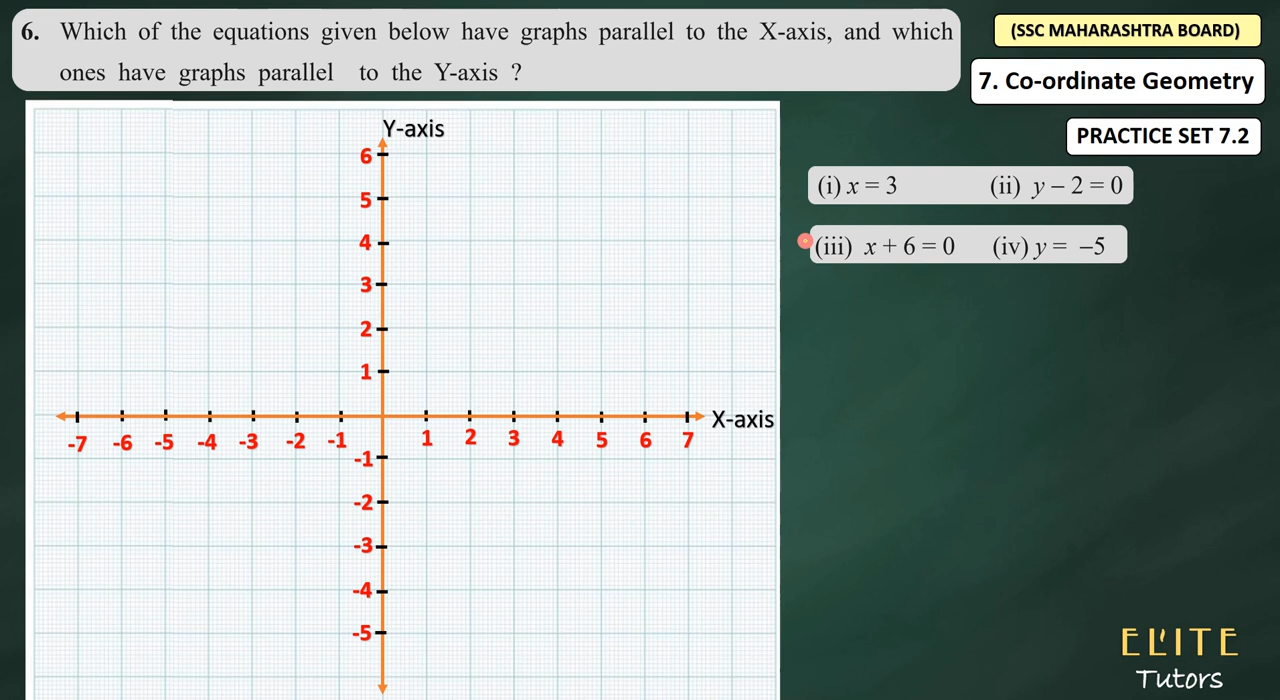 6. Which of the equations given below have graphs parallel to the X-axis, and which
ones have graphs parallel to the Y-axis ?
(SSC MAHARASHTRA BOARD)
7. Co-ordinate Geometry
PRACTICE SET 7.2
(i) x = 3 (ii) y – 2 = 0
(iii) x + 6 = 0 (iv) y = –5
Y-axis
6
5
4
3
2
1
X-axis
-7 -6 -5 -4 -3 -2 -1 1 2 3 4 5 6 7
-1
-2
-3
-4
-5
ELITE
Tutors